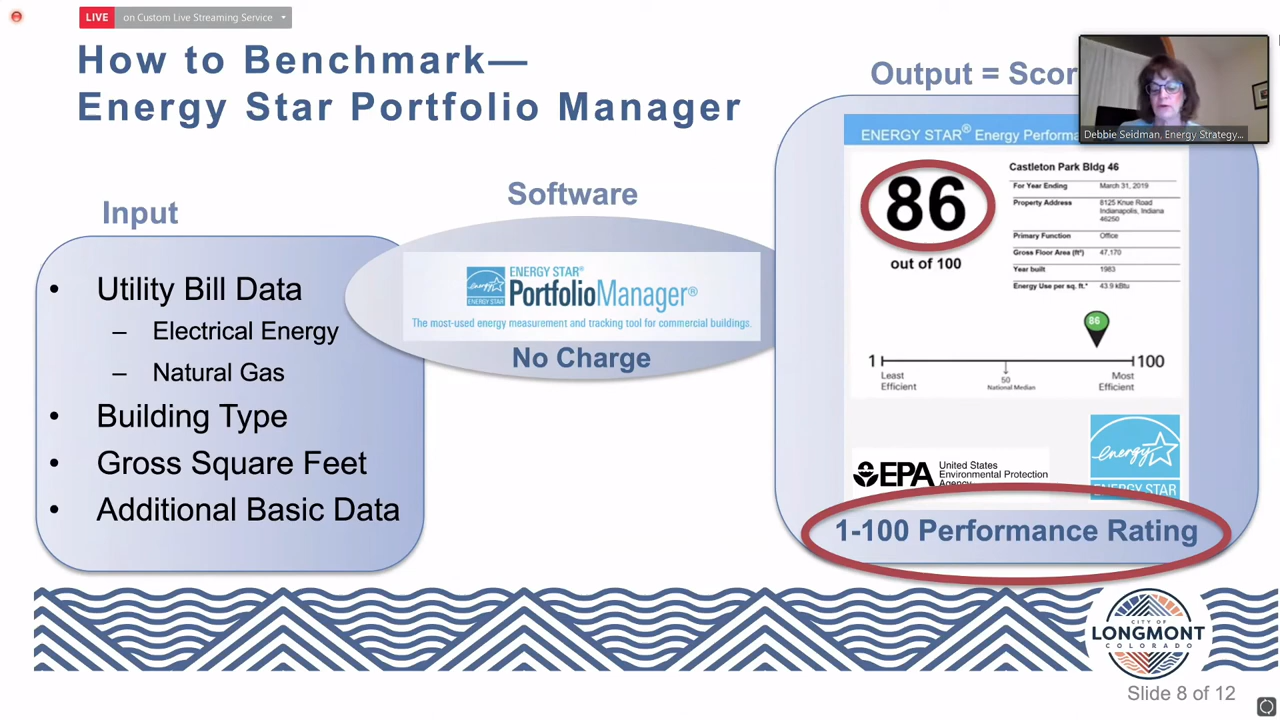 LIVE on Custom Live Streaming Service
How to Benchmark—
Energy Star Portfolio Manager
Output = Scor
Debbie Seidman, Energy Strategy...
Input
• Utility Bill Data
– Electrical Energy
– Natural Gas
• Building Type
• Gross Square Feet
• Additional Basic Data
Software
energy
ENERGY STAR
ENERGY STAR®
PortfolioManager®
The most-used energy measurement and tracking tool for commercial buildings.
No Charge
ENERGY STAR® Energy Performa
86
out of 100
Castleton Park Bldg 46
For Year Ending March 31, 2019
Property Address 8125 Knue Road
Indianapolis, Indiana
46250
Primary Function Office
Gross Floor Area (ft²) 47,170
Year built 1983
Energy Use per sq. ft.* 43.9 kBtu
86
1 100
Least
Efficient
50
National Median
Most
Efficient
EPA
United States
Environmental Protection
Agency
energy
ENERGY STAR
1-100 Performance Rating
CITY OF
LONGMONT
COLORADO
Slide 8 of 12